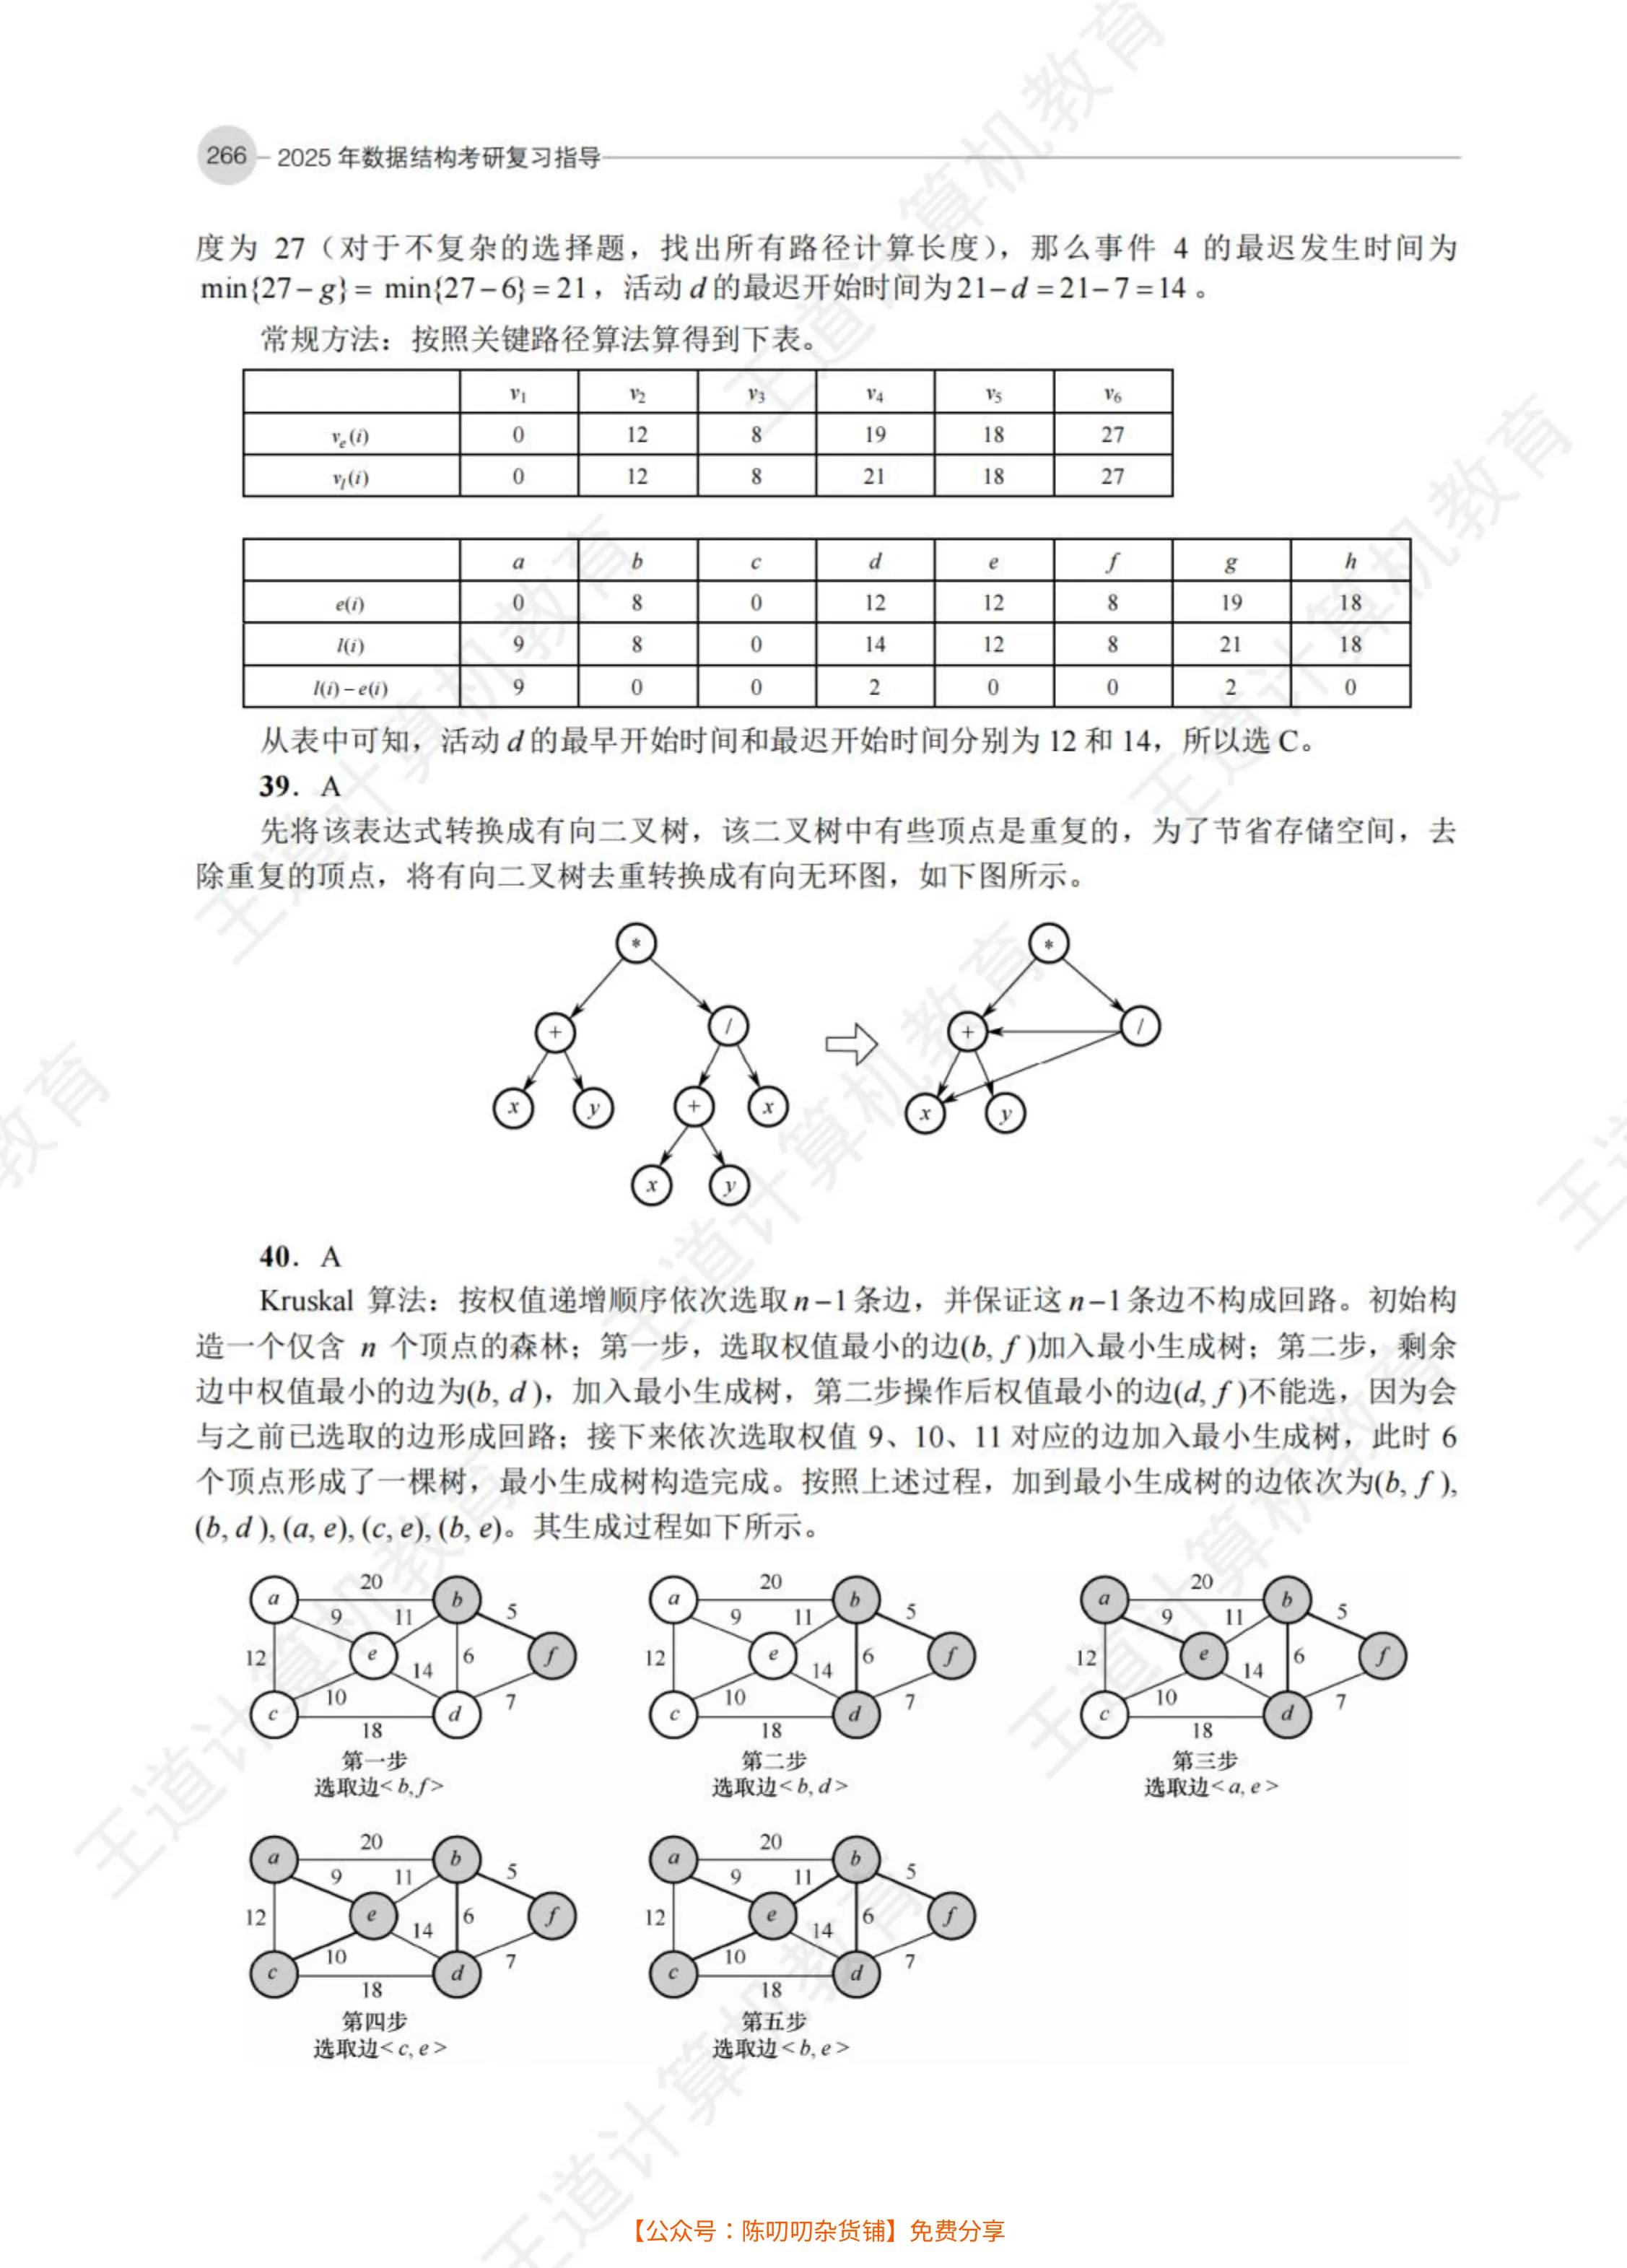 266 2025 年数据结构考研复习指导
度为 27（对于不复杂的选择题，找出所有路径计算长度），那么事件 4 的最迟发生时间为
min{27－g}＝ min{27－6}＝21，活动 d 的最迟开始时间为21－d＝21－7＝14。
常规方法：按照关键路径算法算得到下表。
v₁ v₂ v₃ v₄ v₅ v₆
vₑ(i) 0 12 8 19 18 27
vₗ(i) 0 12 8 21 18 27
a b c d e f g h
e(i) 0 8 0 12 12 8 19 18
l(i) 9 8 0 14 12 8 21 18
l(i)－e(i) 9 0 0 2 0 0 2 0
从表中可知，活动 d 的最早开始时间和最迟开始时间分别为 12 和 14，所以选 C。
39．A
先将该表达式转换成有向二叉树，该二叉树中有些顶点是重复的，为了节省存储空间，去
除重复的顶点，将有向二叉树去重转换成有向无环图，如下图所示。
* *
+ / + /
x y + x x y
x y
40．A
Kruskal 算法：按权值递增顺序依次选取 n－1 条边，并保证这 n－1 条边不构成回路。初始构
造一个仅含 n 个顶点的森林；第一步，选取权值最小的边(b, f )加入最小生成树；第二步，剩余
边中权值最小的边为(b, d )，加入最小生成树，第二步操作后权值最小的边(d, f )不能选，因为会
与之前已选取的边形成回路；接下来依次选取权值 9、10、11 对应的边加入最小生成树，此时 6
个顶点形成了一棵树，最小生成树构造完成。按照上述过程，加到最小生成树的边依次为(b, f ),
(b, d ), (a, e), (c, e), (b, e)。其生成过程如下所示。
a 20 b 9 11 5 12 e 6 f 14 10 7 c 18 d
第一步
选取边< b, f >
a 20 b 9 11 5 12 e 6 f 14 10 7 c 18 d
第二步
选取边< b, d >
a 20 b 9 11 5 12 e 6 f 14 10 7 c 18 d
第三步
选取边< a, e >
a 20 b 9 11 5 12 e 6 f 14 10 7 c 18 d
第四步
选取边< c, e >
a 20 b 9 11 5 12 e 6 f 14 10 7 c 18 d
第五步
选取边< b, e >
王道计算机教育
【公众号：陈叨叨杂货铺】免费分享